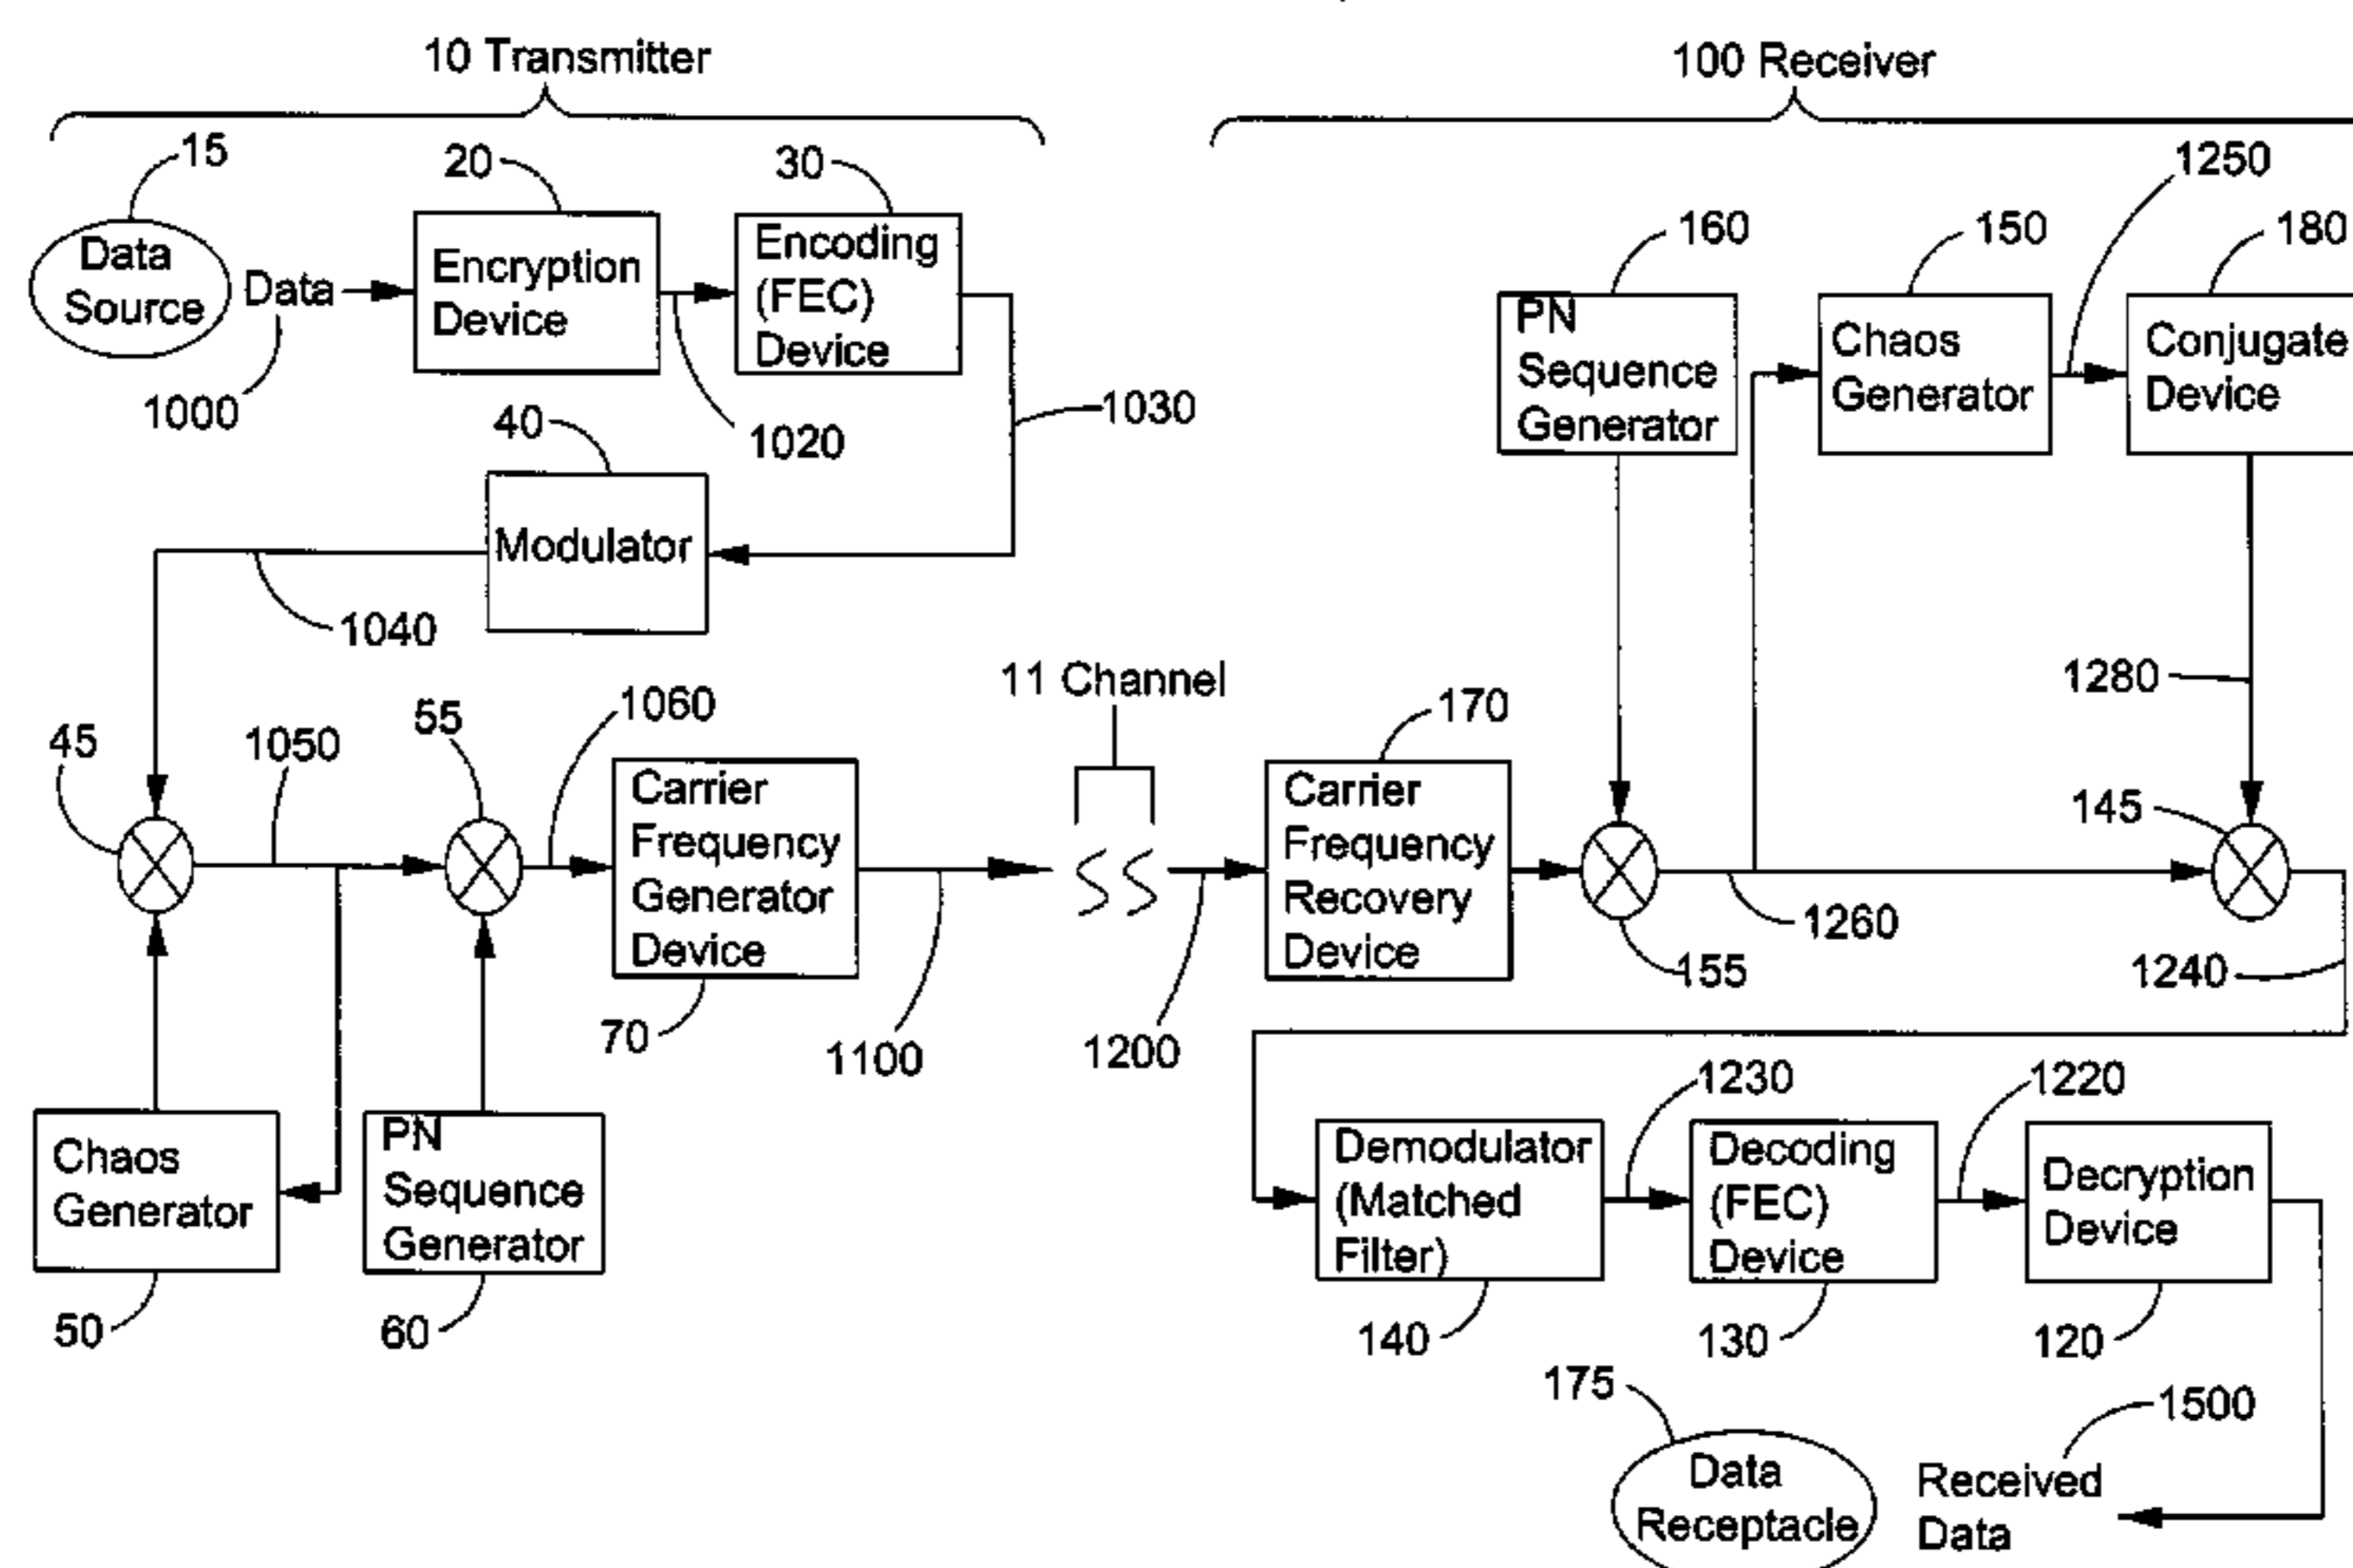 10 Transmitter
100 Receiver
15
20
30
1250
Data
Source
Data
1000
Encryption
Device
Encoding
(FEC)
Device
1020
1030
160
150
180
PN
Sequence
Generator
Chaos
Generator
Conjugate
Device
40
Modulator
1040
11 Channel
1280
45
1050
55
1060
170
145
Carrier
Frequency
Generator
Device
Carrier
Frequency
Recovery
Device
1260
155
1240
70
1100
1200
Chaos
Generator
50
PN
Sequence
Generator
60
1230
1220
Demodulator
(Matched
Filter)
Decoding
(FEC)
Device
Decryption
Device
140
130
120
175
1500
Data
Receptacle
Received
Data